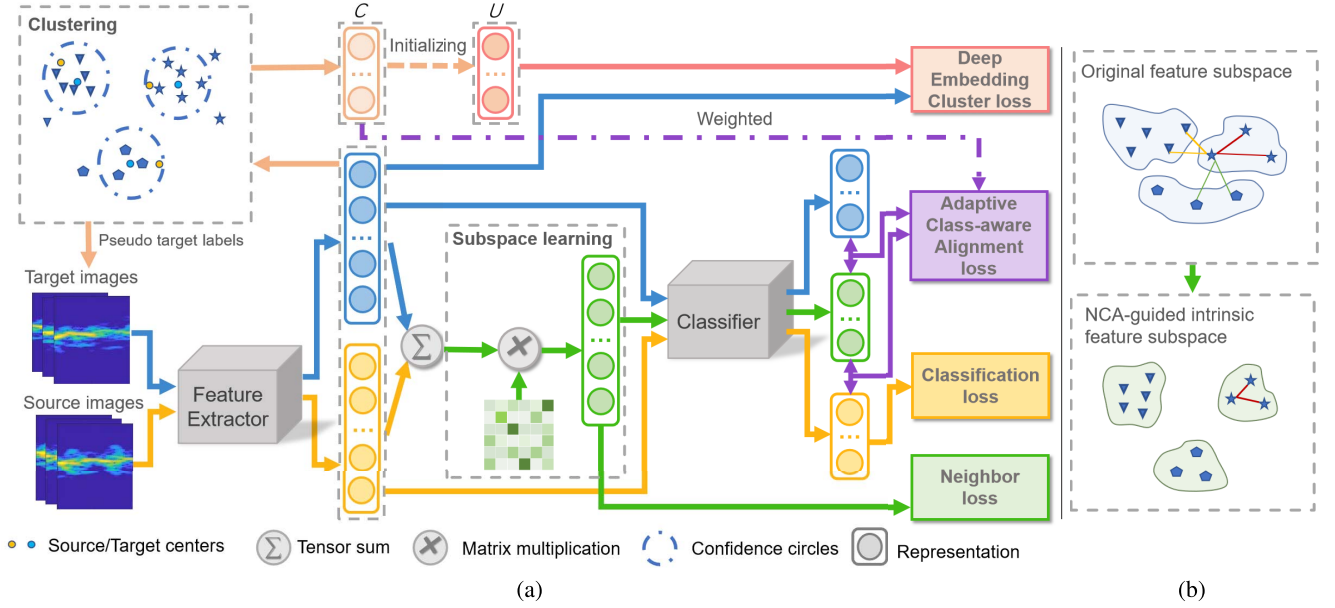 Clustering
C
U
Initializing
Deep
Embedding
Cluster loss
Weighted
Pseudo target labels
Target images
Source images
Feature
Extractor
Subspace learning
Σ
×
Classifier
Adaptive
Class-aware
Alignment
loss
Classification
loss
Neighbor
loss
Original feature subspace
NCA-guided intrinsic
feature subspace
Source/Target centers
Σ Tensor sum
× Matrix multiplication
Confidence circles
Representation
(a)
(b)